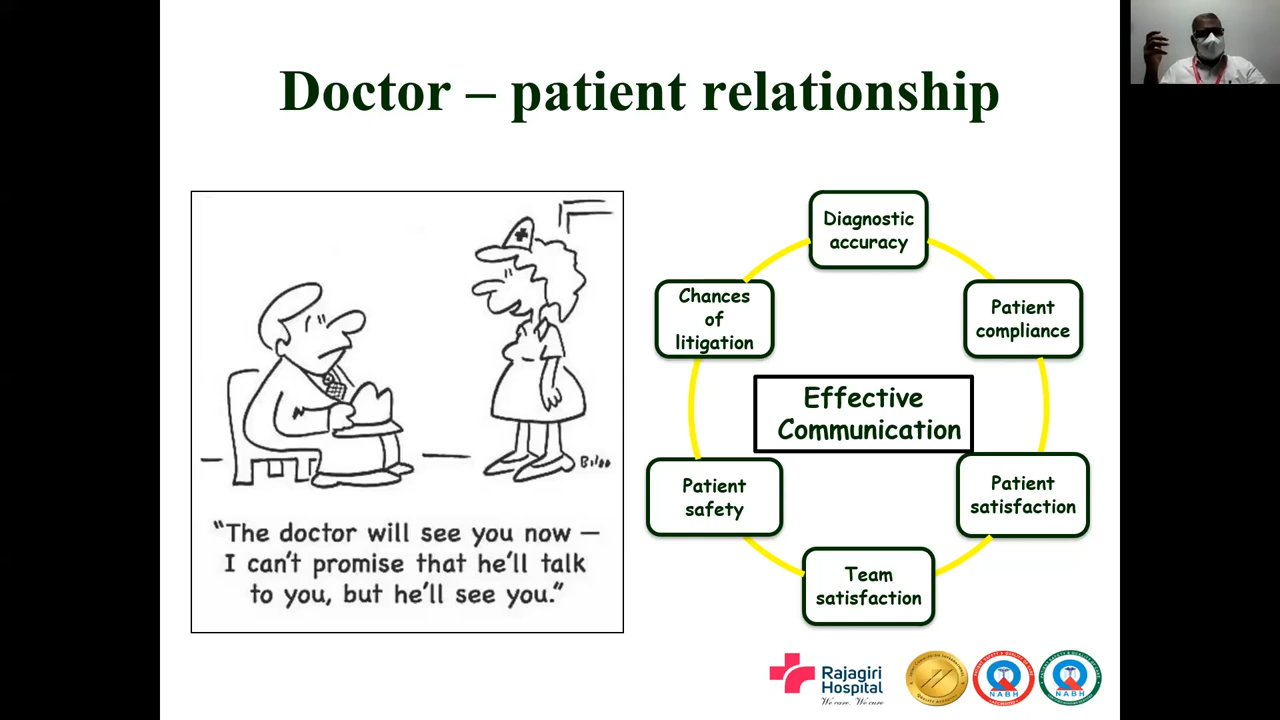 Doctor – patient relationship
“The doctor will see you now —
I can't promise that he'll talk
to you, but he'll see you.”
Diagnostic
accuracy
Patient
compliance
Patient
satisfaction
Team
satisfaction
Patient
safety
Chances
of
litigation
Effective
Communication
Rajagiri
Hospital
We care. We cure
NABH
NABH